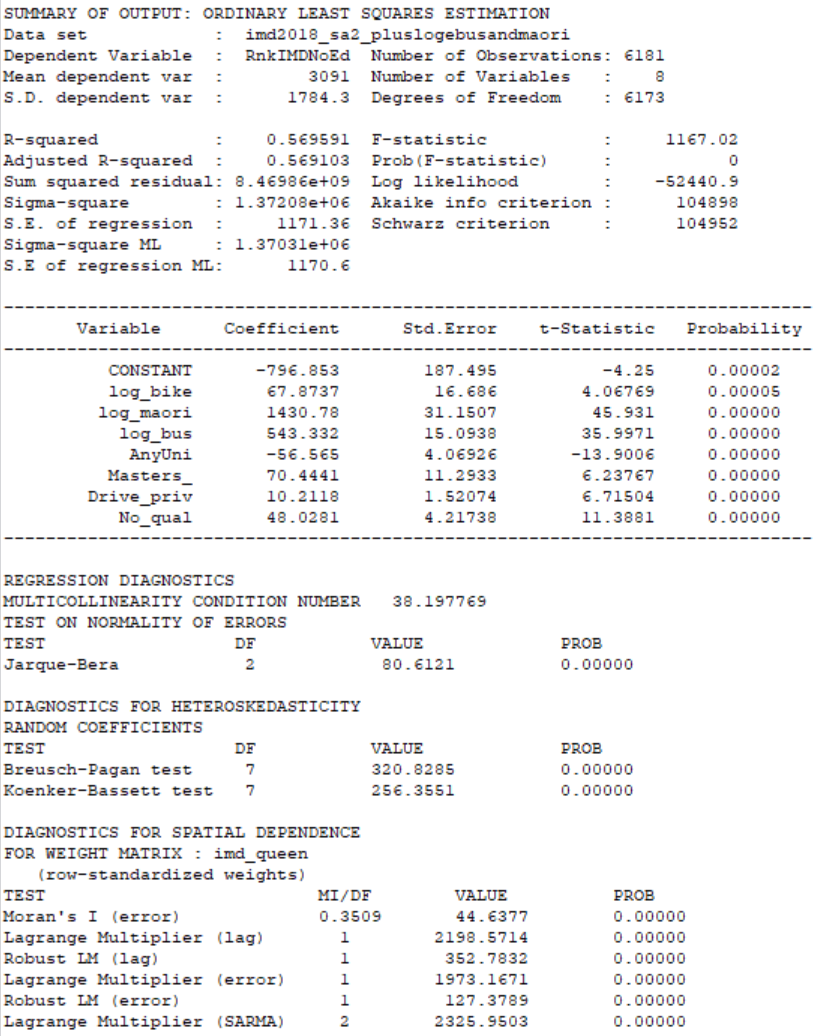 SUMMARY OF OUTPUT: ORDINARY LEAST SQUARES ESTIMATION
Data set            :  imd2018_sa2_pluslogebusandmaori
Dependent Variable  :  RnkIMDNoEd  Number of Observations: 6181
Mean dependent var  :        3091  Number of Variables   :    8
S.D. dependent var  :      1784.3  Degrees of Freedom    : 6173
R-squared           :    0.569591  F-statistic           :     1167.02
Adjusted R-squared  :    0.569103  Prob(F-statistic)     :           0
Sum squared residual: 8.46986e+09  Log likelihood        :    -52440.9
Sigma-square        : 1.37208e+06  Akaike info criterion :      104898
S.E. of regression  :     1171.36  Schwarz criterion     :      104952
Sigma-square ML     : 1.37031e+06
S.E of regression ML:      1170.6
-----------------------------------------------------------------------------
Variable      Coefficient      Std.Error    t-Statistic   Probability
-----------------------------------------------------------------------------
CONSTANT      -796.853        187.495          -4.25     0.00002
log_bike       67.8737         16.686        4.06769     0.00005
log_maori      1430.78        31.1507         45.931     0.00000
log_bus       543.332        15.0938        35.9971     0.00000
AnyUni       -56.565        4.06926       -13.9006     0.00000
Masters_       70.4441        11.2933        6.23767     0.00000
Drive_priv       10.2118        1.52074        6.71504     0.00000
No_qual       48.0281        4.21738        11.3881     0.00000
-----------------------------------------------------------------------------
REGRESSION DIAGNOSTICS
MULTICOLLINEARITY CONDITION NUMBER   38.197769
TEST ON NORMALITY OF ERRORS
TEST                  DF           VALUE             PROB
Jarque-Bera            2            80.6121          0.00000
DIAGNOSTICS FOR HETEROSKEDASTICITY
RANDOM COEFFICIENTS
TEST                  DF           VALUE             PROB
Breusch-Pagan test     7           320.8285          0.00000
Koenker-Bassett test   7           256.3551          0.00000
DIAGNOSTICS FOR SPATIAL DEPENDENCE
FOR WEIGHT MATRIX : imd_queen
(row-standardized weights)
TEST                          MI/DF        VALUE          PROB
Moran's I (error)             0.3509      44.6377       0.00000
Lagrange Multiplier (lag)       1       2198.5714       0.00000
Robust LM (lag)                 1        352.7832       0.00000
Lagrange Multiplier (error)     1       1973.1671       0.00000
Robust LM (error)               1        127.3789       0.00000
Lagrange Multiplier (SARMA)     2       2325.9503       0.00000